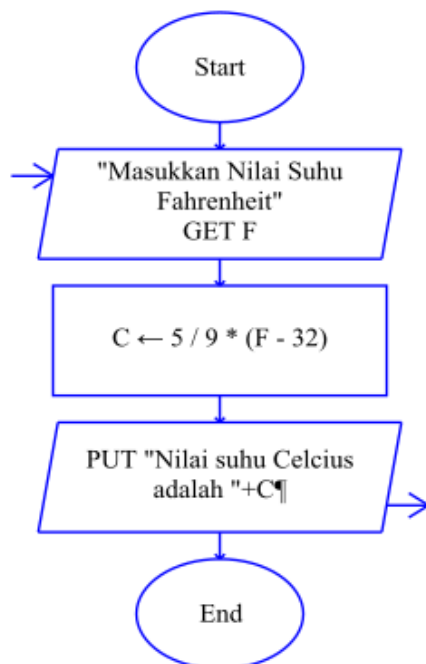 Start
"Masukkan Nilai Suhu
Fahrenheit"
GET F
C ← 5 / 9 * (F - 32)
PUT "Nilai suhu Celcius
adalah "+C¶
End